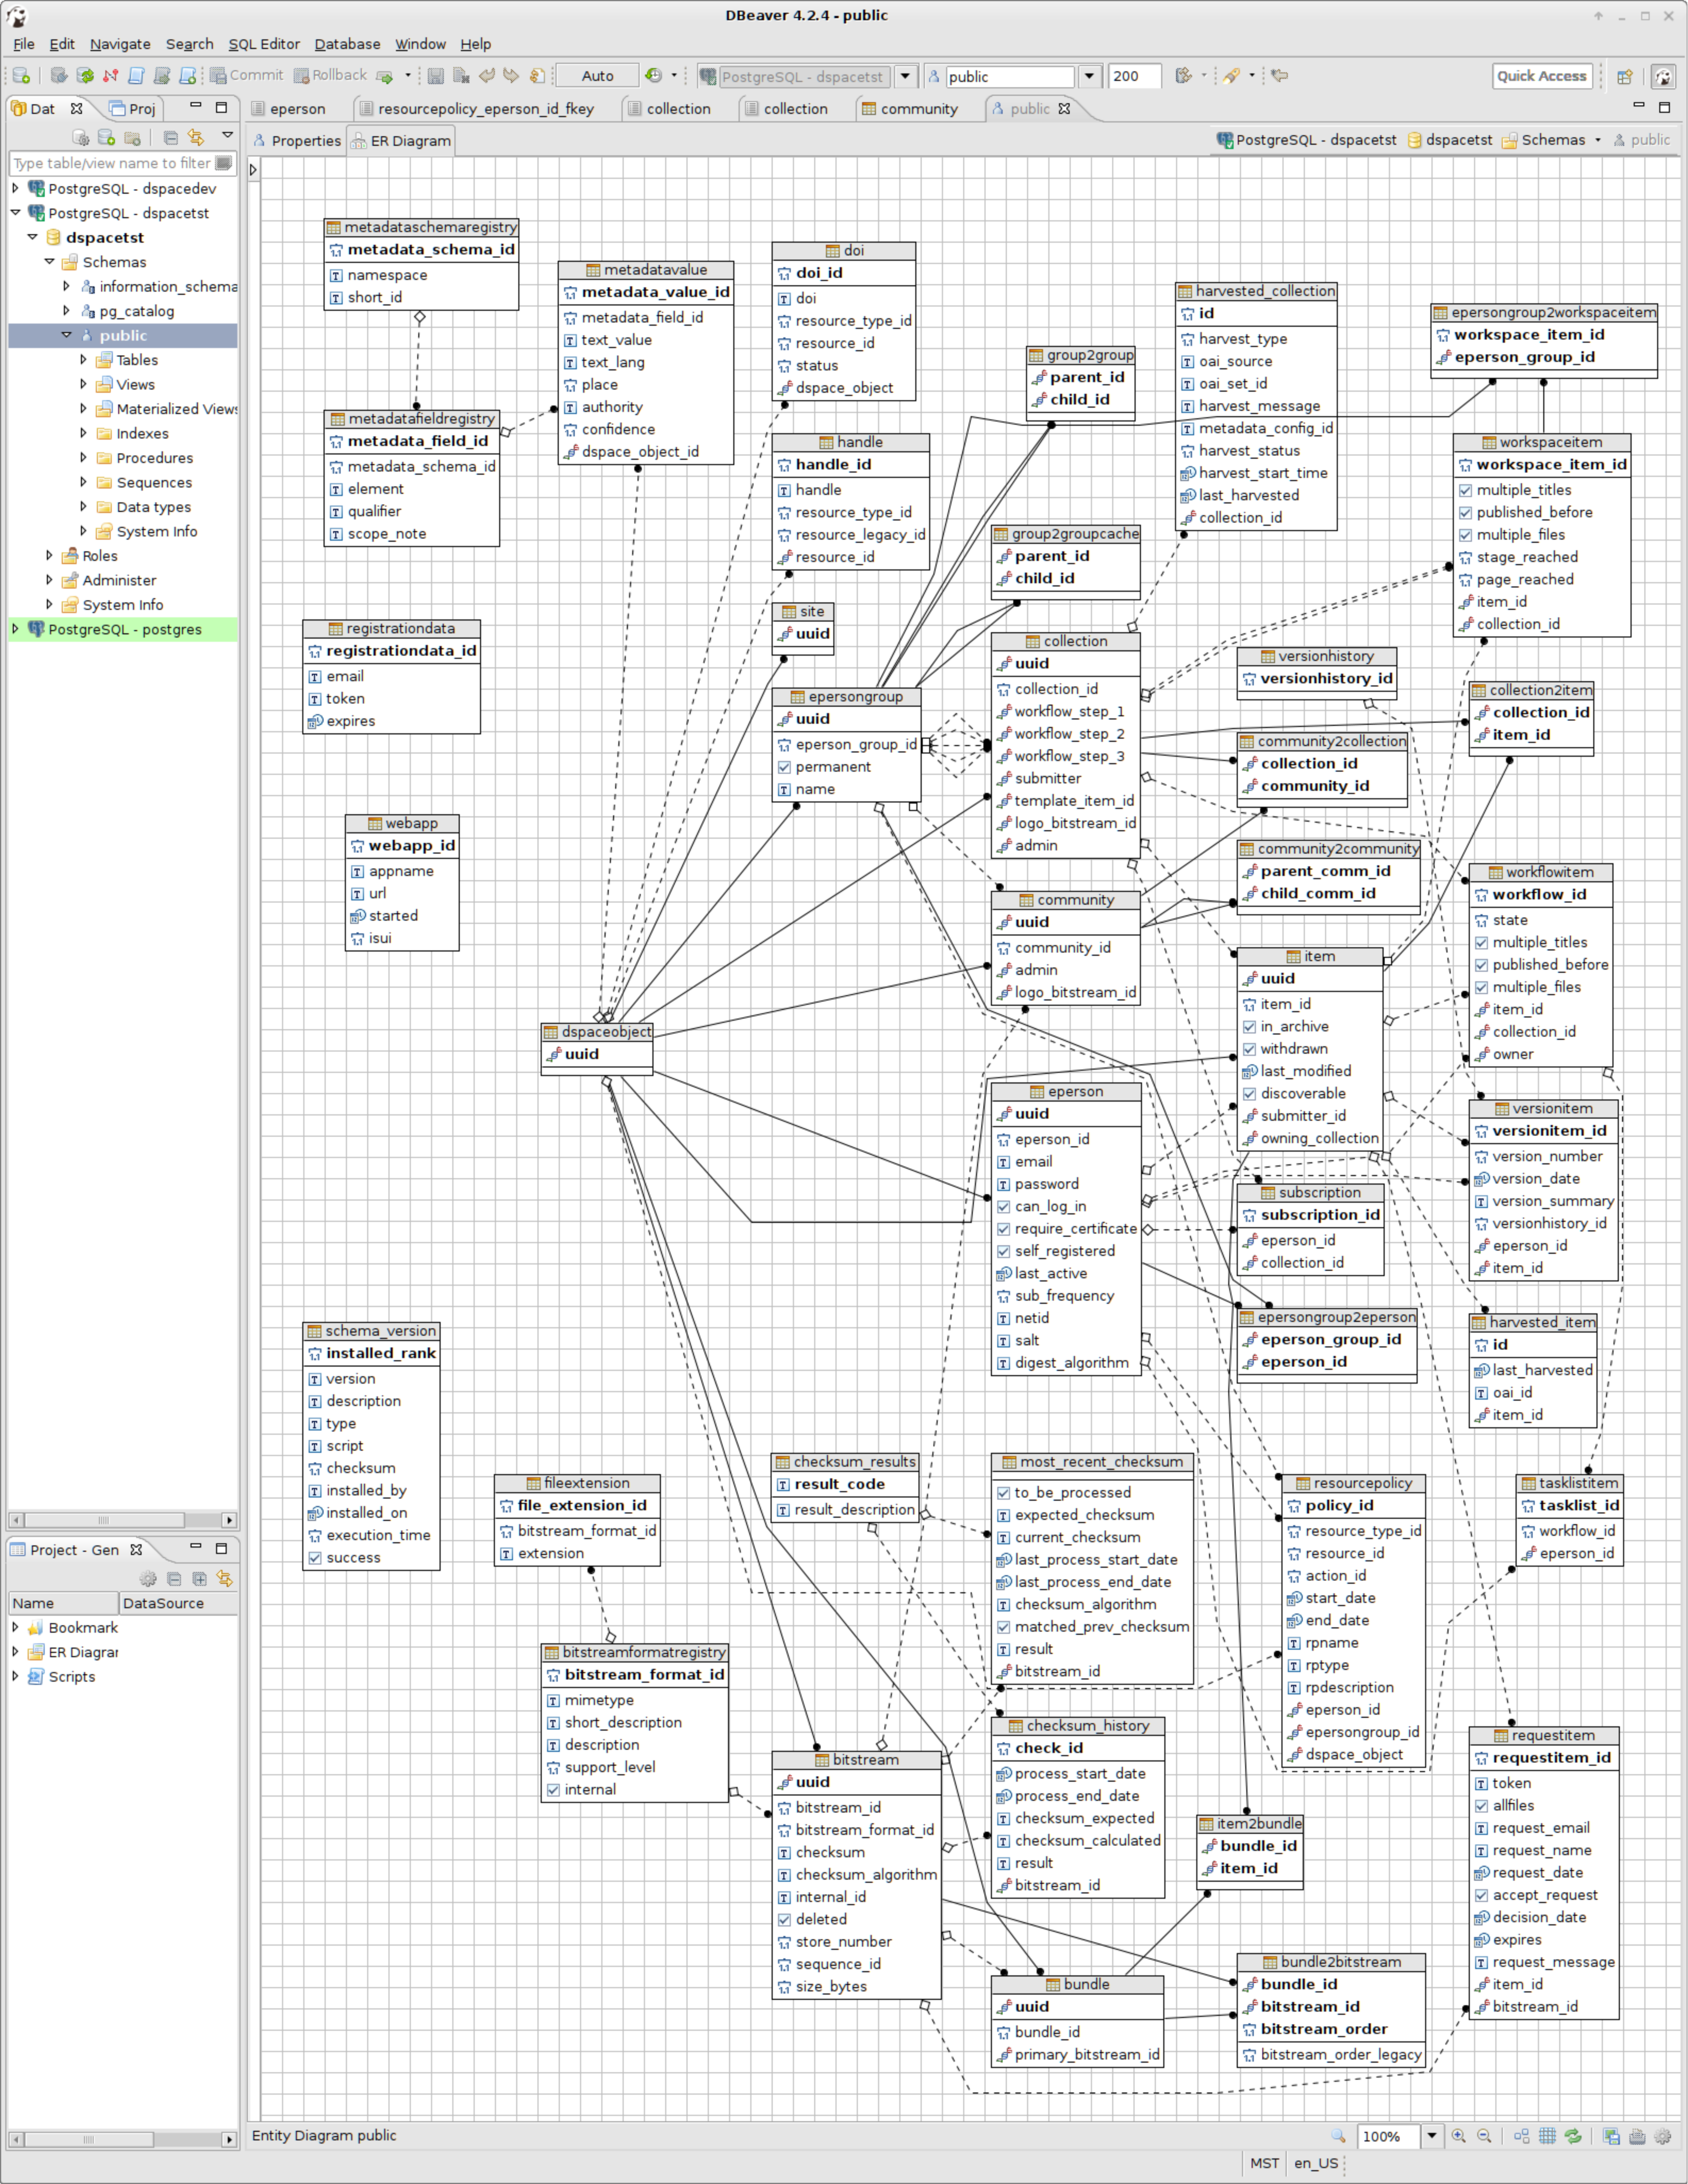 DBeaver 4.2.4 - public
File Edit Navigate Search SQL Editor Database Window Help
Commit Rollback Auto PostgreSQL - dspacetst public 200 Quick Access
Dat Proj
eperson resourcepolicy_eperson_id_fkey collection collection community public
Properties ER Diagram PostgreSQL - dspacetst dspacetst Schemas public
Type table/view name to filter
PostgreSQL - dspacedev
PostgreSQL - dspacetst
dspacetst
Schemas
information_schema
pg_catalog
public
Tables
Views
Materialized Views
Indexes
Procedures
Sequences
Data types
System Info
Roles
Administer
System Info
PostgreSQL - postgres
Project - Gen
Name DataSource
Bookmark
ER Diagrar
Scripts
metadataschemaregistry
metadata_schema_id
namespace
short_id
metadatafieldregistry
metadata_field_id
metadata_schema_id
element
qualifier
scope_note
registrationdata
registrationdata_id
email
token
expires
webapp
webapp_id
appname
url
started
isui
schema_version
installed_rank
version
description
type
script
checksum
installed_by
installed_on
execution_time
success
metadatavalue
metadata_value_id
metadata_field_id
text_value
text_lang
place
authority
confidence
dspace_object_id
dspaceobject
uuid
fileextension
file_extension_id
bitstream_format_id
extension
bitstreamformatregistry
bitstream_format_id
mimetype
short_description
description
support_level
internal
doi
doi_id
doi
resource_type_id
resource_id
status
dspace_object
handle
handle_id
handle
resource_type_id
resource_legacy_id
resource_id
site
uuid
epersongroup
uuid
eperson_group_id
permanent
name
checksum_results
result_code
result_description
bitstream
uuid
bitstream_id
bitstream_format_id
checksum
checksum_algorithm
internal_id
deleted
store_number
sequence_id
size_bytes
group2group
parent_id
child_id
group2groupcache
parent_id
child_id
collection
uuid
collection_id
workflow_step_1
workflow_step_2
workflow_step_3
submitter
template_item_id
logo_bitstream_id
admin
community
uuid
community_id
admin
logo_bitstream_id
eperson
uuid
eperson_id
email
password
can_log_in
require_certificate
self_registered
last_active
sub_frequency
netid
salt
digest_algorithm
most_recent_checksum
to_be_processed
expected_checksum
current_checksum
last_process_start_date
last_process_end_date
checksum_algorithm
matched_prev_checksum
result
bitstream_id
checksum_history
check_id
process_start_date
process_end_date
checksum_expected
checksum_calculated
result
bitstream_id
bundle
uuid
bundle_id
primary_bitstream_id
harvested_collection
id
harvest_type
oai_source
oai_set_id
harvest_message
metadata_config_id
harvest_status
harvest_start_time
last_harvested
collection_id
versionhistory
versionhistory_id
community2collection
collection_id
community_id
community2community
parent_comm_id
child_comm_id
item
uuid
item_id
in_archive
withdrawn
last_modified
discoverable
submitter_id
owning_collection
subscription
subscription_id
eperson_id
collection_id
epersongroup2eperson
eperson_group_id
eperson_id
resourcepolicy
policy_id
resource_type_id
resource_id
action_id
start_date
end_date
rpname
rptype
rpdescription
eperson_id
epersongroup_id
dspace_object
item2bundle
bundle_id
item_id
bundle2bitstream
bundle_id
bitstream_id
bitstream_order
bitstream_order_legacy
epersongroup2workspaceitem
workspace_item_id
eperson_group_id
workspaceitem
workspace_item_id
multiple_titles
published_before
multiple_files
stage_reached
page_reached
item_id
collection_id
collection2item
collection_id
item_id
workflowitem
workflow_id
state
multiple_titles
published_before
multiple_files
item_id
collection_id
owner
versionitem
versionitem_id
version_number
version_date
version_summary
versionhistory_id
eperson_id
item_id
harvested_item
id
last_harvested
oai_id
item_id
tasklistitem
tasklist_id
workflow_id
eperson_id
requestitem
requestitem_id
token
allfiles
request_email
request_name
request_date
accept_request
decision_date
expires
request_message
item_id
bitstream_id
Entity Diagram public 100%
MST en_US